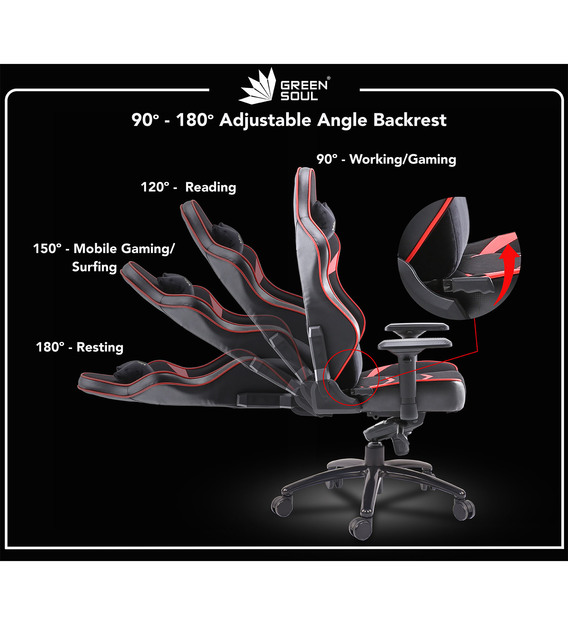 GREEN®
SOUL
90° - 180° Adjustable Angle Backrest
90° - Working/Gaming
120° - Reading
150° - Mobile Gaming/
Surfing
180° - Resting